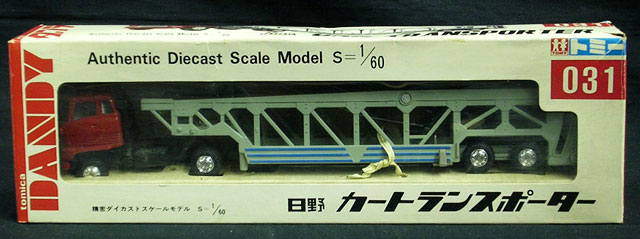 TRANSPORTER
Authentic Diecast Scale Model S=1/60
TOMY トミー
031
tomica
DANDY
精密ダイカストスケールモデル S=1/60
日野 カートランスポーター